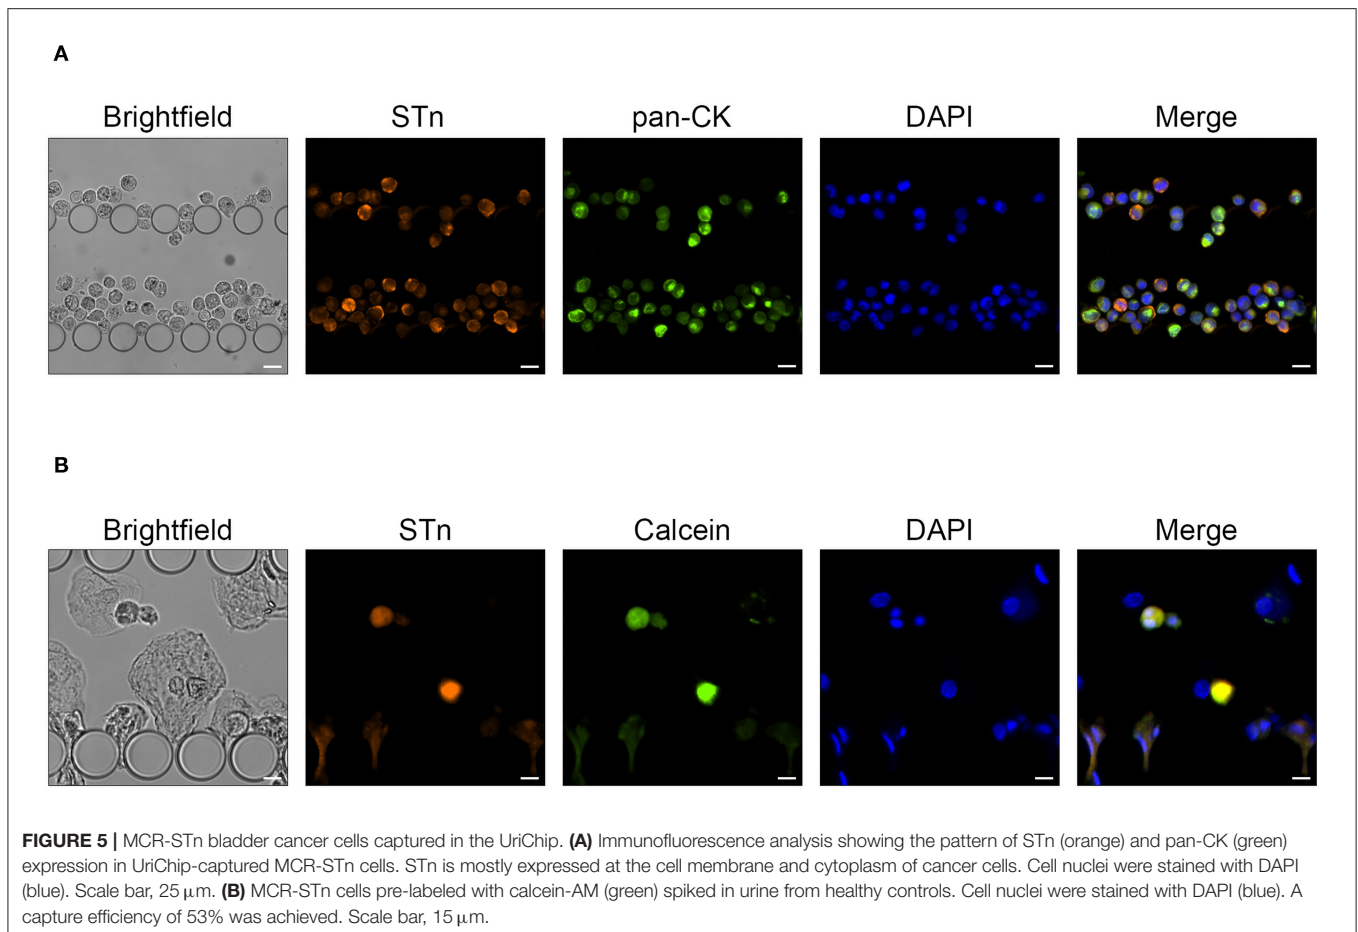 A
Brightfield STn pan-CK DAPI Merge
B
Brightfield STn Calcein DAPI Merge
FIGURE 5 | MCR-STn bladder cancer cells captured in the UriChip. (A) Immunofluorescence analysis showing the pattern of STn (orange) and pan-CK (green)
expression in UriChip-captured MCR-STn cells. STn is mostly expressed at the cell membrane and cytoplasm of cancer cells. Cell nuclei were stained with DAPI
(blue). Scale bar, 25 μm. (B) MCR-STn cells pre-labeled with calcein-AM (green) spiked in urine from healthy controls. Cell nuclei were stained with DAPI (blue). A
capture efficiency of 53% was achieved. Scale bar, 15 μm.